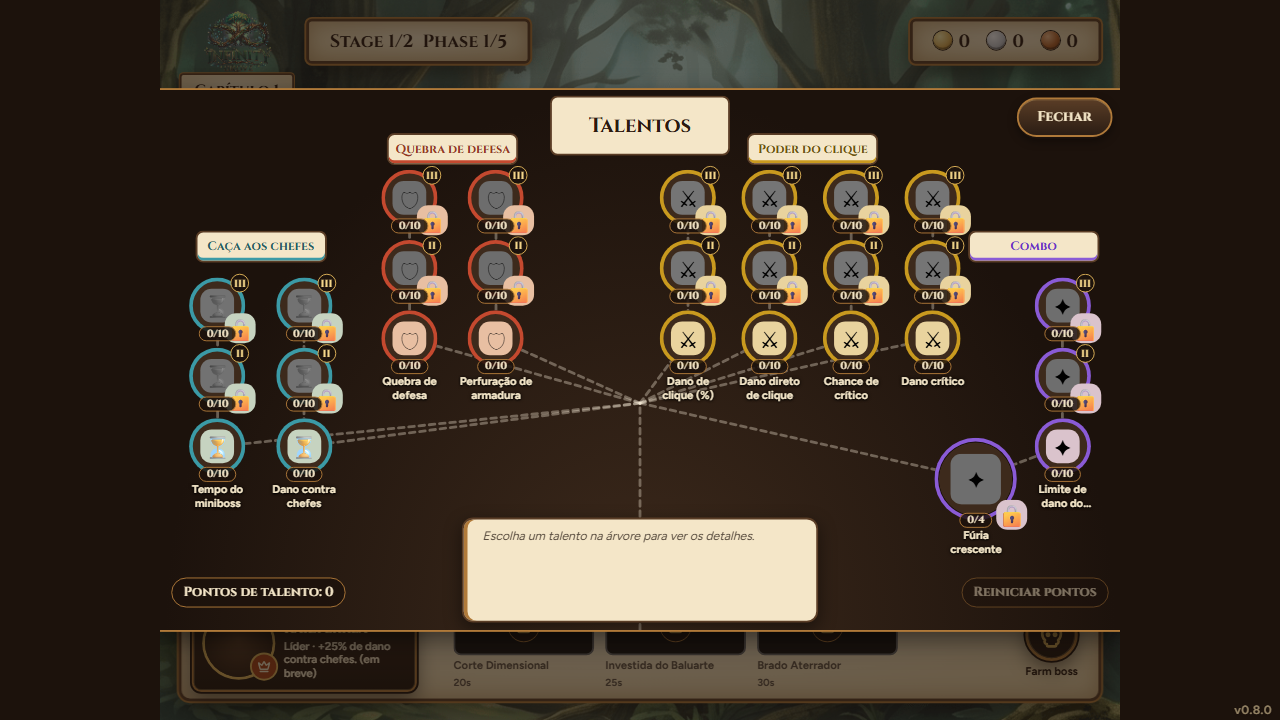 Stage 1/2 Phase 1/5
0
0
0
Talentos
Fechar
Quebra de defesa
Poder do clique
Caça aos chefes
Combo
III
III
III
III
III
III
0/10
0/10
0/10
0/10
0/10
0/10
II
II
II
II
II
II
0/10
0/10
0/10
0/10
0/10
0/10
III
III
III
0/10
0/10
0/10
II
II
II
0/10
0/10
0/10
0/10
0/10
0/10
0/10
0/10
0/10
Quebra de
defesa
Perfuração de
armadura
Dano de
clique (%)
Dano direto
de clique
Chance de
crítico
Dano crítico
0/10
0/10
0/10
Tempo do
miniboss
Dano contra
chefes
Limite de
dano do...
0/4
Fúria
crescente
Escolha um talento na árvore para ver os detalhes.
Pontos de talento: 0
Reiniciar pontos
Líder · +25% de dano
contra chefes. (em
breve)
Corte Dimensional
20s
Investida do Baluarte
25s
Brado Aterrador
30s
Farm boss
v0.8.0